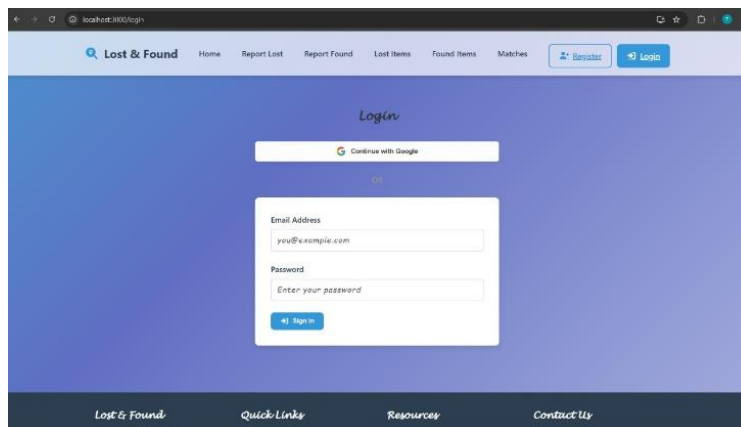 localhost:3000/login
Lost & Found Home Report Lost Report Found Lost Items Found Items Matches Register Login
Login
Continue with Google
OR
Email Address
you@example.com
Password
Enter your password
Sign In
Lost & Found Quick Links Resources Contact Us